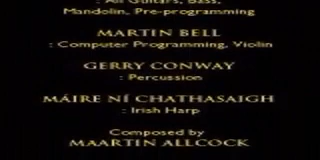 : All Guitars, Bass,
Mandolin, Pre-programming
MARTIN BELL
: Computer Programming, Violin
GERRY CONWAY
: Percussion
MÁIRE NÍ CHATHASAIGH
: Irish Harp
Composed by
MAARTIN ALLCOCK